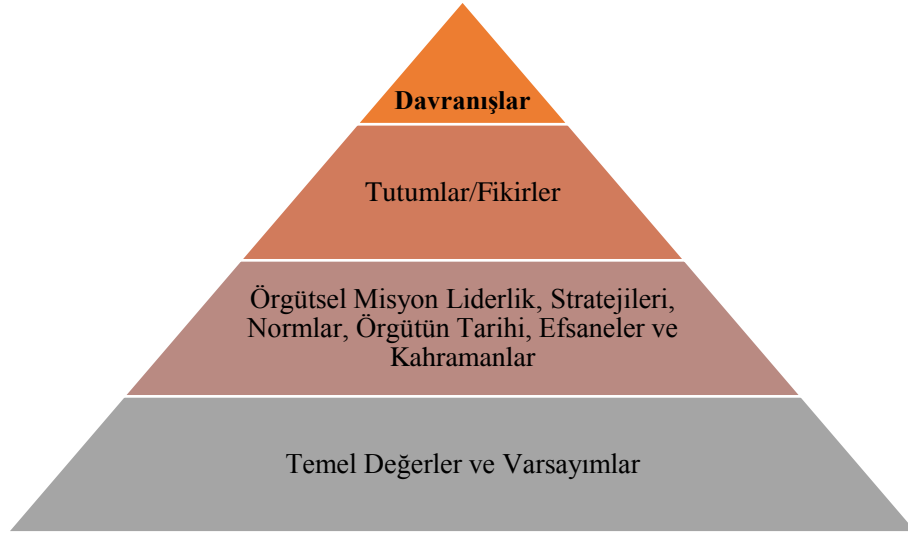 Davranışlar
Tutumlar/Fikirler
Örgütsel Misyon Liderlik, Stratejileri,
Normlar, Örgütün Tarihi, Efsaneler ve
Kahramanlar
Temel Değerler ve Varsayımlar